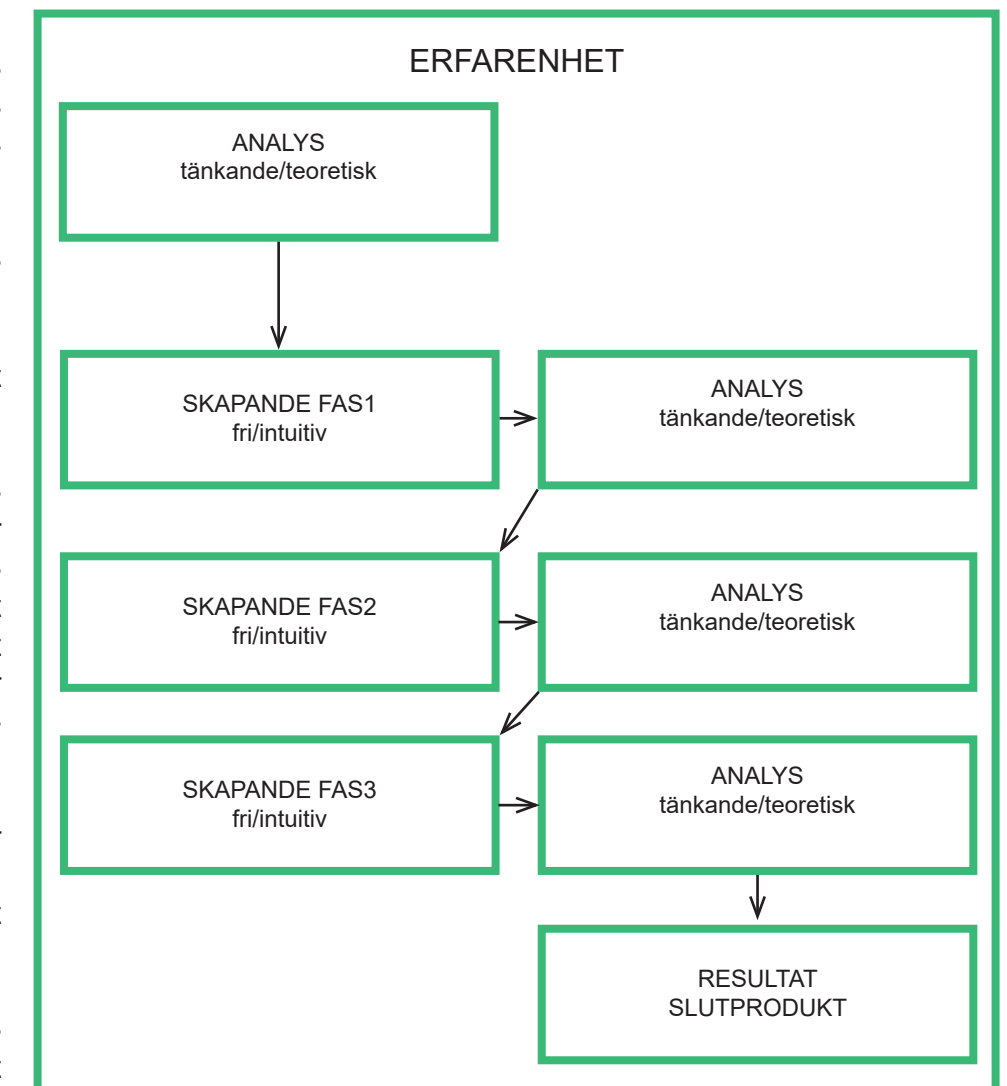 ERFARENHET
ANALYS
tänkande/teoretisk
SKAPANDE FAS1
fri/intuitiv
ANALYS
tänkande/teoretisk
SKAPANDE FAS2
fri/intuitiv
ANALYS
tänkande/teoretisk
SKAPANDE FAS3
fri/intuitiv
ANALYS
tänkande/teoretisk
RESULTAT
SLUTPRODUKT